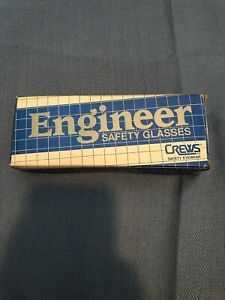 Engineer
SAFETY GLASSES
CREWS
SAFETY EYEWEAR